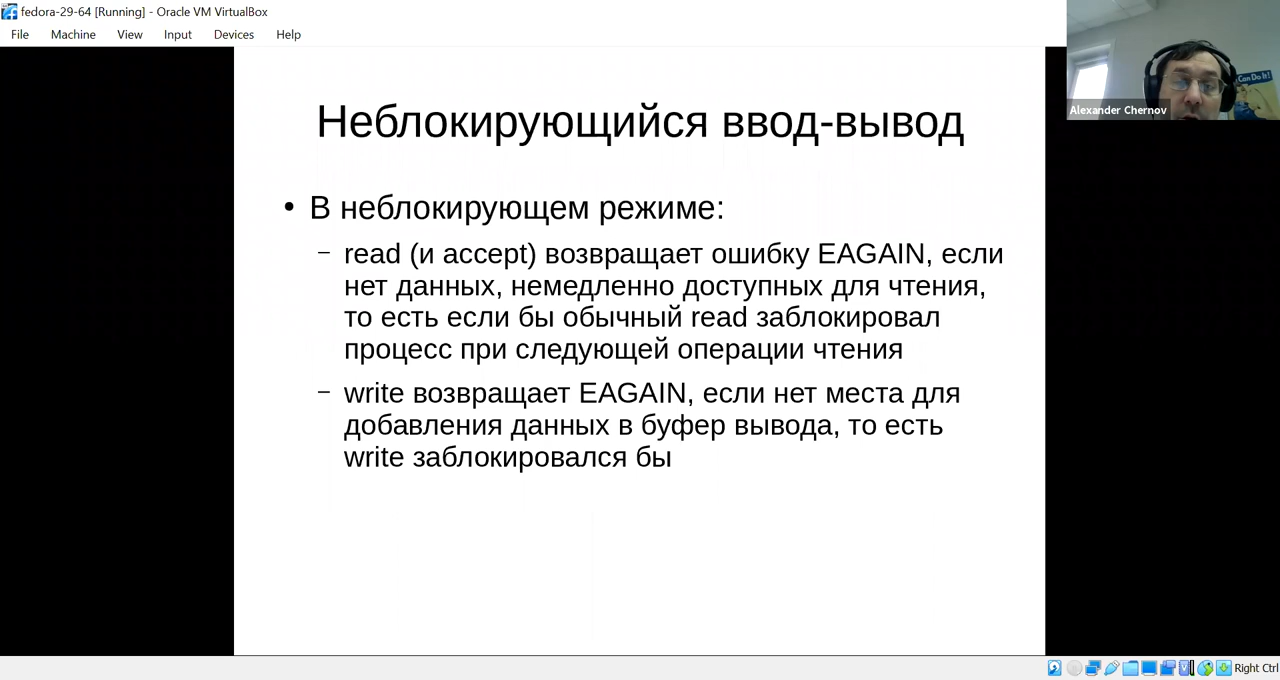 fedora-29-64 [Running] - Oracle VM VirtualBox
File Machine View Input Devices Help
Can Do It!
Alexander Chernov
Неблокирующийся ввод-вывод
• В неблокирующем режиме:
– read (и accept) возвращает ошибку EAGAIN, если
нет данных, немедленно доступных для чтения,
то есть если бы обычный read заблокировал
процесс при следующей операции чтения
– write возвращает EAGAIN, если нет места для
добавления данных в буфер вывода, то есть
write заблокировался бы
Right Ctrl